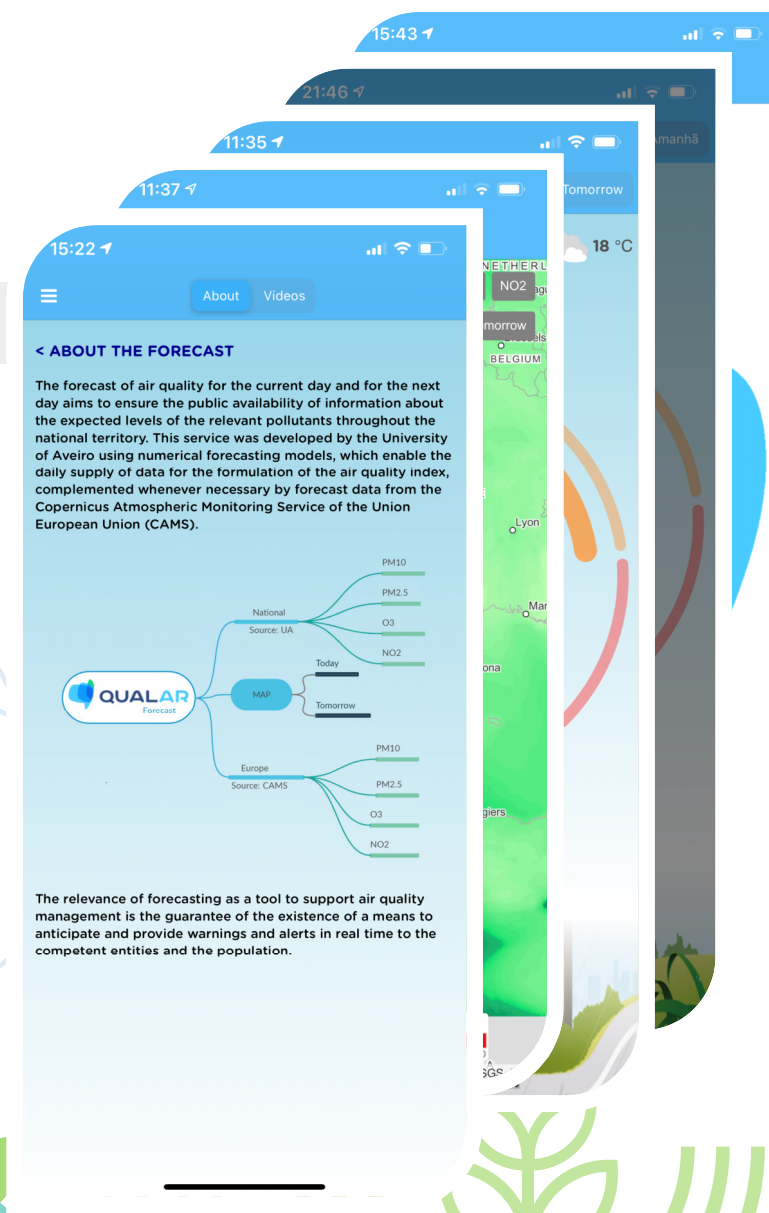 15:43
21:46
Amanhã
11:35
Tomorrow
18 °C
11:37
NO2
BELGIUM
Lyon
15:22
About Videos
< ABOUT THE FORECAST
The forecast of air quality for the current day and for the next
day aims to ensure the public availability of information about
the expected levels of the relevant pollutants throughout the
national territory. This service was developed by the University
of Aveiro using numerical forecasting models, which enable the
daily supply of data for the formulation of the air quality index,
complemented whenever necessary by forecast data from the
Copernicus Atmospheric Monitoring Service of the Union
European Union (CAMS).
PM10
PM2.5
National
Source: UA
O3
NO2
Today
QUALAR
Forecast
MAP
Tomorrow
PM10
Europe
Source: CAMS
PM2.5
O3
NO2
The relevance of forecasting as a tool to support air quality
management is the guarantee of the existence of a means to
anticipate and provide warnings and alerts in real time to the
competent entities and the population.